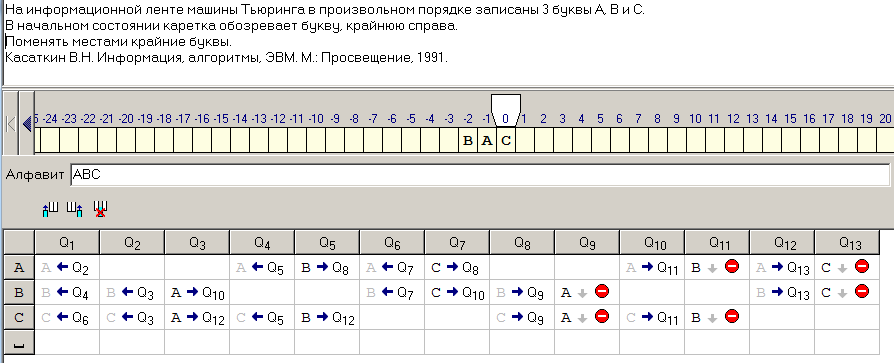 На информационной ленте машины Тьюринга в произвольном порядке записаны 3 буквы А, В и С.
В начальном состоянии каретка обозревает букву, крайнюю справа.
Поменять местами крайние буквы.
Касаткин В.Н. Информация, алгоритмы, ЭВМ. М.: Просвещение, 1991.
5 -24 -23 -22 -21 -20 -19 -18 -17 -16 -15 -14 -13 -12 -11 -10 -9 -8 -7 -6 -5 -4 -3 -2 -1 0 1 2 3 4 5 6 7 8 9 10 11 12 13 14 15 16 17 18 19 20
B A C
Алфавит ABC
Q1 Q2 Q3 Q4 Q5 Q6 Q7 Q8 Q9 Q10 Q11 Q12 Q13
A A ← Q2 A ← Q5 B → Q8 A ← Q7 C → Q8 A → Q11 B ↓ A → Q13 C ↓
B B ← Q4 B ← Q3 A → Q10 B ← Q7 C → Q10 B → Q9 A ↓ B → Q13 C ↓
C C ← Q6 C ← Q3 A → Q12 C ← Q5 B → Q12 C → Q9 A ↓ C → Q11 B ↓